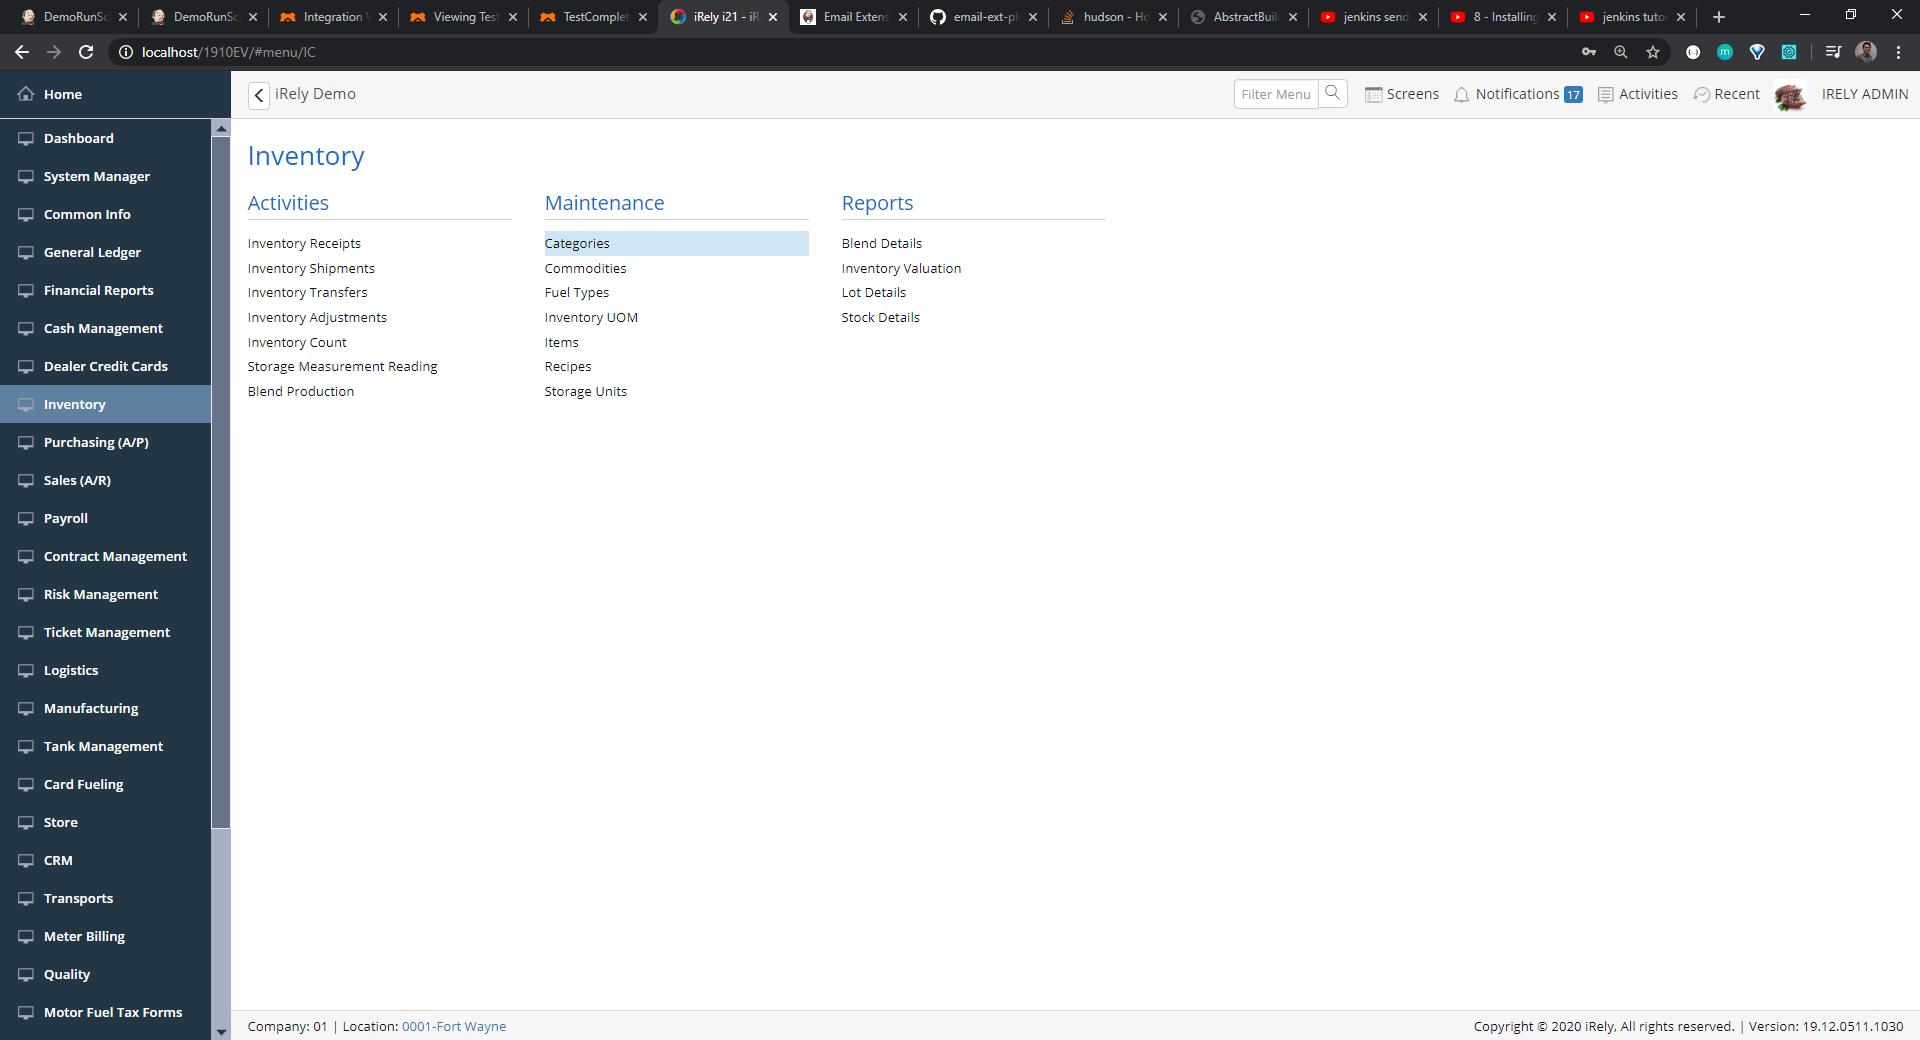 DemoRunSc
DemoRunSc
Integration
Viewing Test
TestComplet
iRely i21 - iR
Email Extens
email-ext-pl
hudson - Ho
AbstractBuil
jenkins send
8 - Installing
jenkins tuto
localhost/1910EV/#menu/IC
Home
iRely Demo
Filter Menu
Screens
Notifications 17
Activities
Recent
IRELY ADMIN
Dashboard
System Manager
Common Info
General Ledger
Financial Reports
Cash Management
Dealer Credit Cards
Inventory
Purchasing (A/P)
Sales (A/R)
Payroll
Contract Management
Risk Management
Ticket Management
Logistics
Manufacturing
Tank Management
Card Fueling
Store
CRM
Transports
Meter Billing
Quality
Motor Fuel Tax Forms
Inventory
Activities
Inventory Receipts
Inventory Shipments
Inventory Transfers
Inventory Adjustments
Inventory Count
Storage Measurement Reading
Blend Production
Maintenance
Categories
Commodities
Fuel Types
Inventory UOM
Items
Recipes
Storage Units
Reports
Blend Details
Inventory Valuation
Lot Details
Stock Details
Company: 01 | Location: 0001-Fort Wayne
Copyright © 2020 iRely, All rights reserved. | Version: 19.12.0511.1030